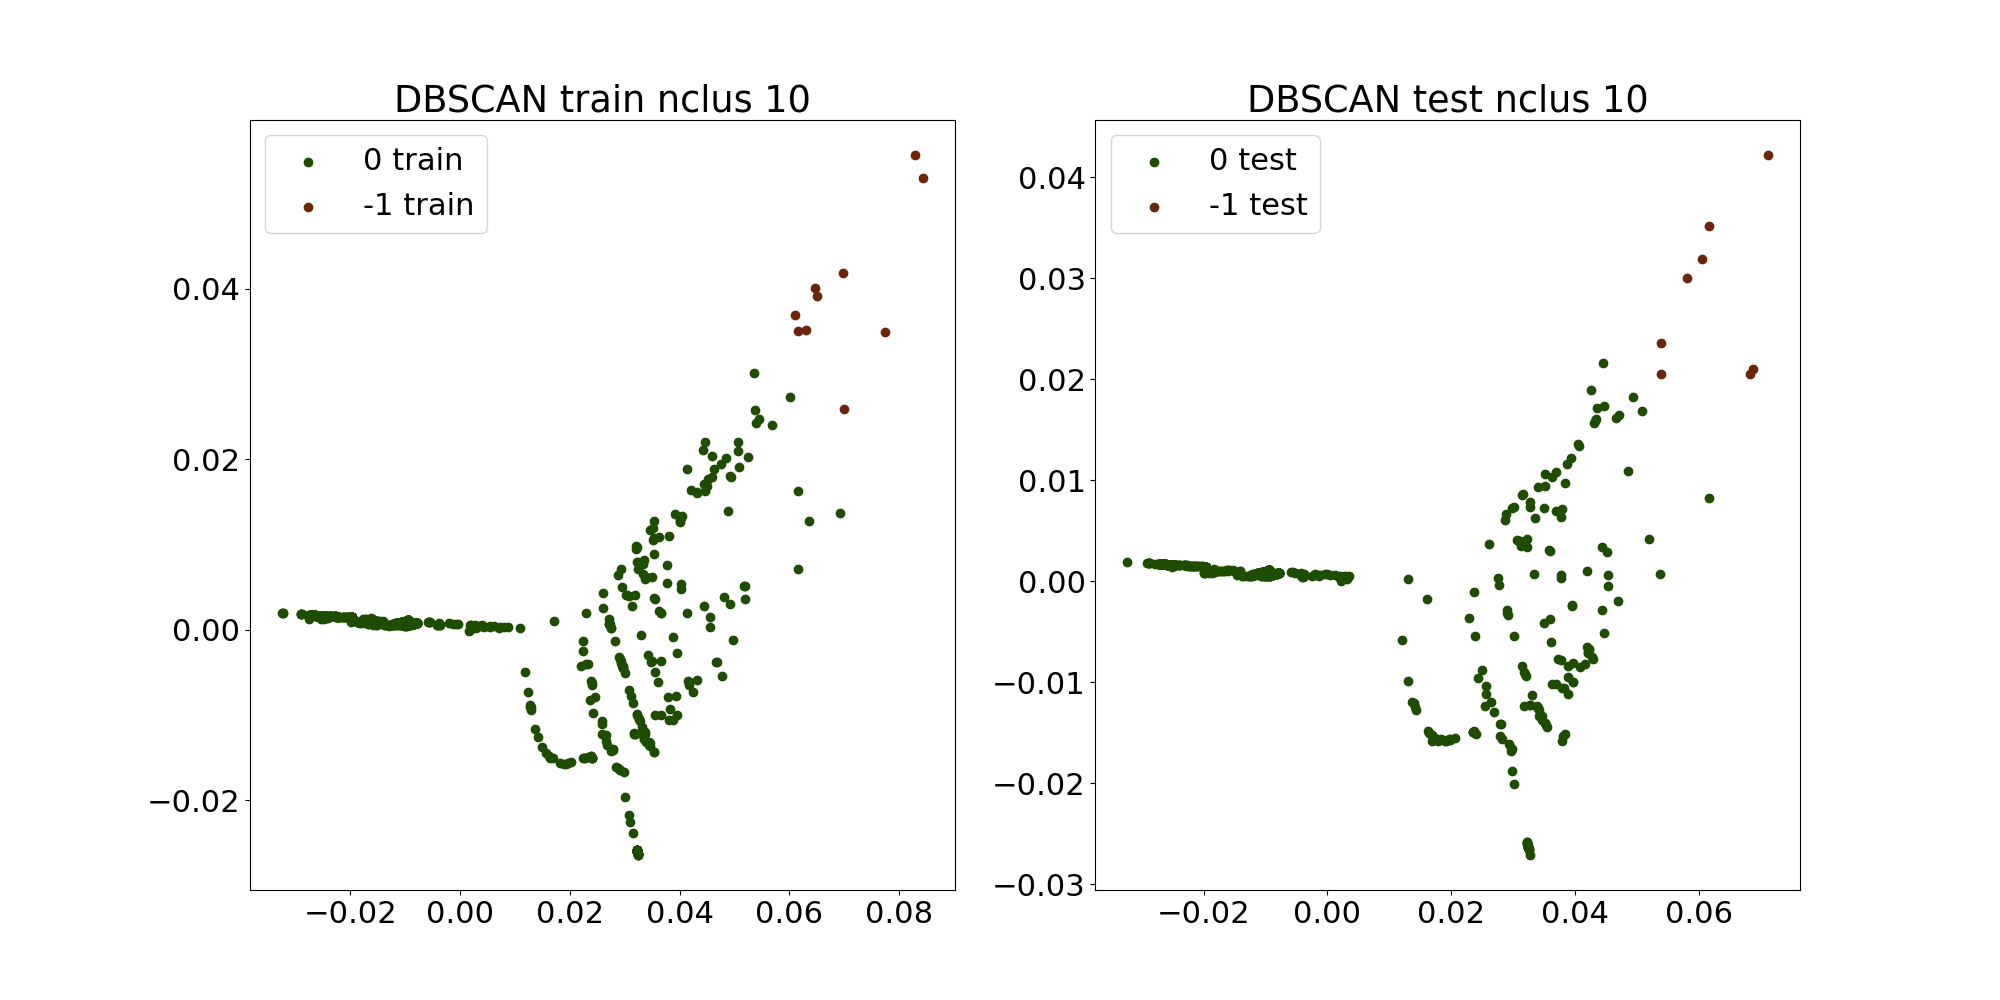 DBSCAN train nclus 10
0 train
-1 train
0.04
0.02
0.00
−0.02
−0.02 0.00 0.02 0.04 0.06 0.08
DBSCAN test nclus 10
0 test
-1 test
0.04
0.03
0.02
0.01
0.00
−0.01
−0.02
−0.03
−0.02 0.00 0.02 0.04 0.06